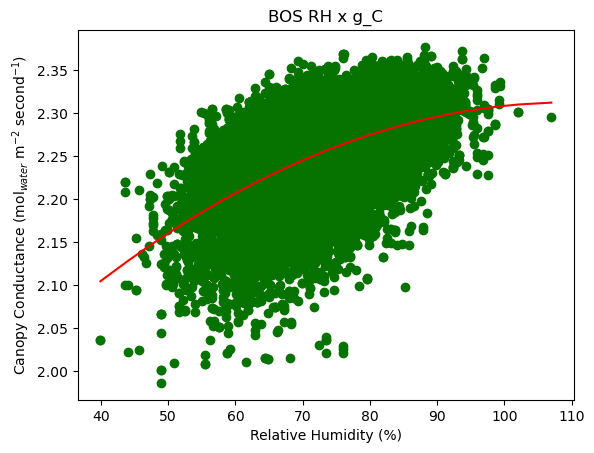 BOS RH x g_C
Canopy Conductance (mol_water m⁻² second⁻¹)
2.35
2.30
2.25
2.20
2.15
2.10
2.05
2.00
40 50 60 70 80 90 100 110
Relative Humidity (%)